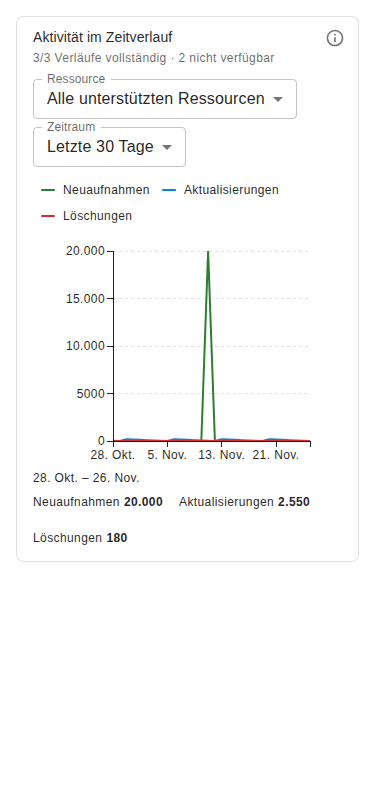 Aktivität im Zeitverlauf
3/3 Verläufe vollständig · 2 nicht verfügbar
Ressource
Alle unterstützten Ressourcen
Zeitraum
Letzte 30 Tage
Neuaufnahmen Aktualisierungen
Löschungen
20.000
15.000
10.000
5000
0
28. Okt. 5. Nov. 13. Nov. 21. Nov.
28. Okt. – 26. Nov.
Neuaufnahmen 20.000 Aktualisierungen 2.550
Löschungen 180